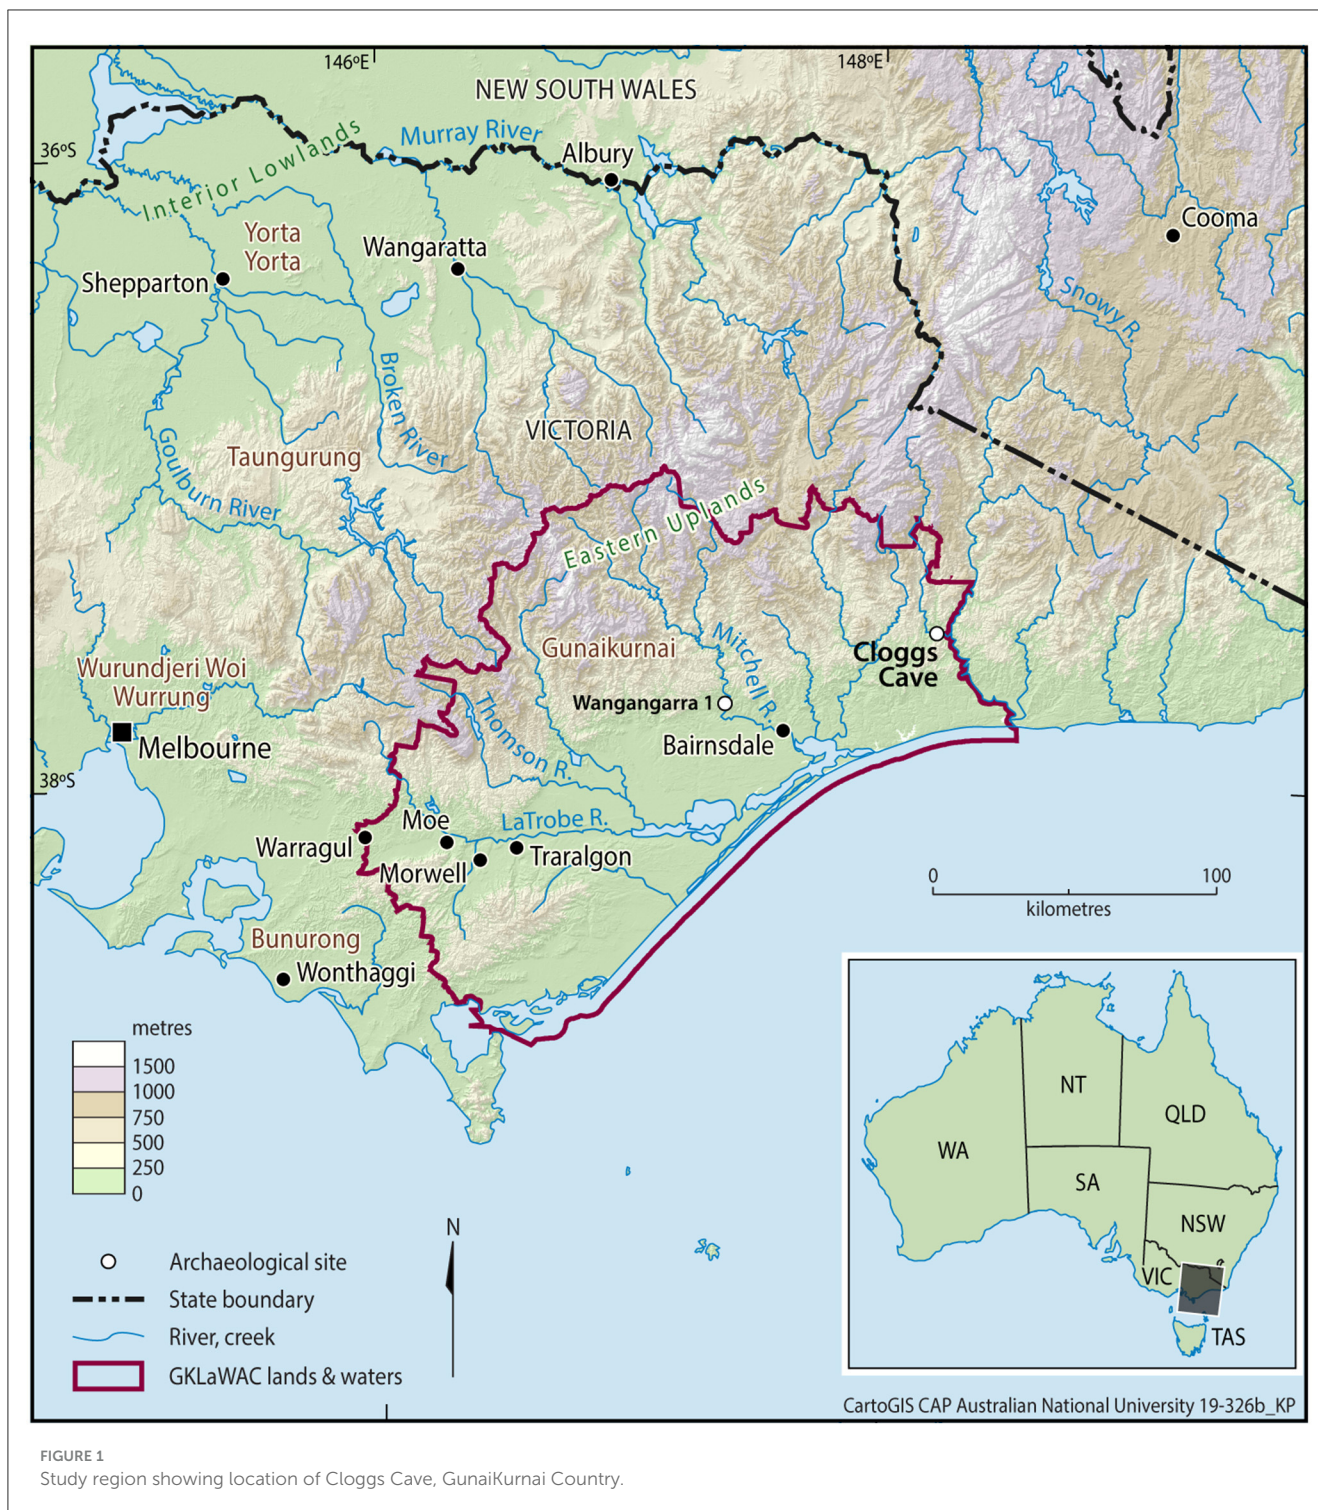 146ºE
148ºE
NEW SOUTH WALES
Murray River
Interior Lowlands
36ºS
Albury
Cooma
Yorta
Yorta
Wangaratta
Shepparton
Snowy R.
Broken River
VICTORIA
Taungurung
Goulburn River
Eastern Uplands
Gunaikurnai
Mitchell R.
Cloggs
Cave
Wurundjeri Woi
Wurrung
Wangangarra 1
Thomson R.
Bairnsdale
Melbourne
38ºS
Moe
LaTrobe R.
Warragul
Traralgon
Morwell
0
100
kilometres
Bunurong
Wonthaggi
metres
1500
1000
750
500
250
0
N
Archaeological site
State boundary
River, creek
GKLaWAC lands & waters
NT
QLD
WA
SA
NSW
VIC
TAS
CartoGIS CAP Australian National University 19-326b_KP
FIGURE 1
Study region showing location of Cloggs Cave, GunaiKurnai Country.